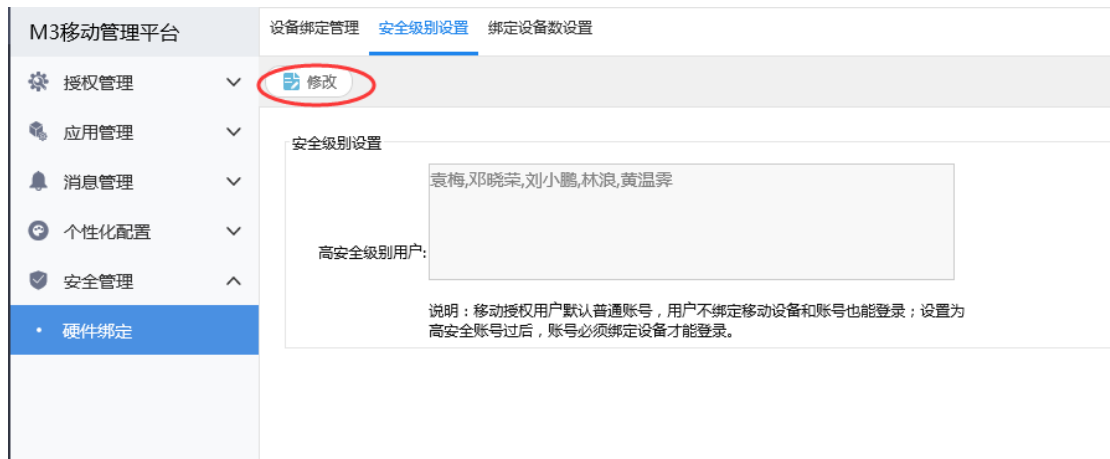 M3移动管理平台
设备绑定管理 安全级别设置 绑定设备数设置
授权管理
修改
应用管理
消息管理
个性化配置
安全管理
• 硬件绑定
安全级别设置
袁梅,邓晓荣,刘小鹏,林浪,黄温霁
高安全级别用户:
说明：移动授权用户默认普通账号，用户不绑定移动设备和账号也能登录；设置为
高安全账号过后，账号必须绑定设备才能登录。